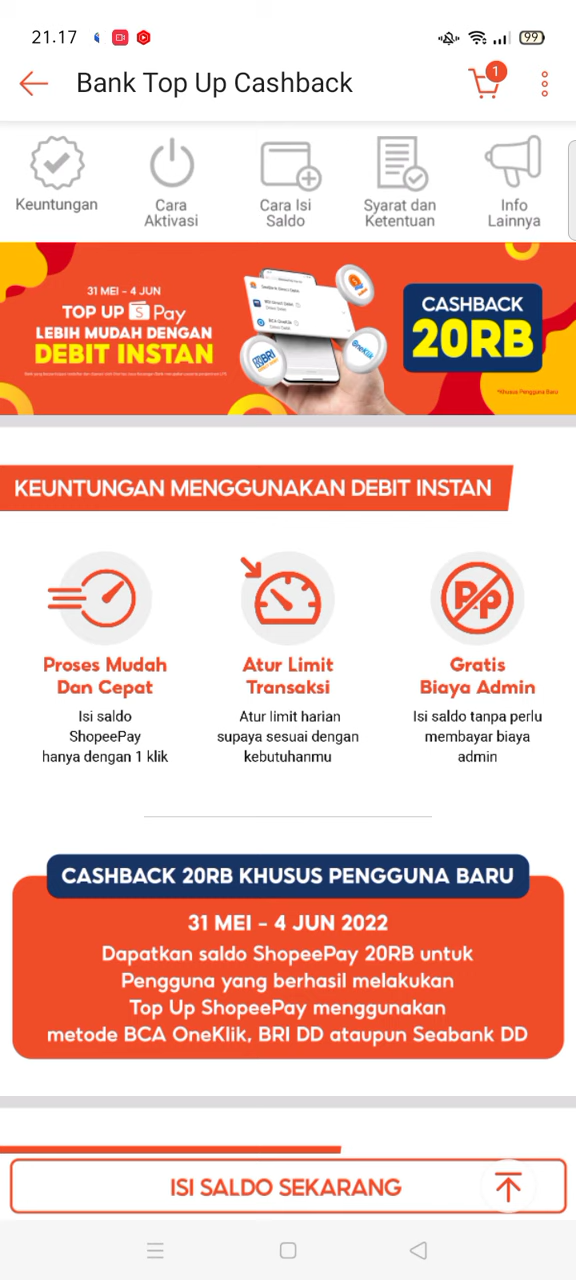 21.17
99
Bank Top Up Cashback
1
Keuntungan
Cara
Aktivasi
Cara Isi
Saldo
Syarat dan
Ketentuan
Info
Lainnya
31 MEI - 4 JUN
TOP UP S Pay
LEBIH MUDAH DENGAN
DEBIT INSTAN
BRI
OneKlik
CASHBACK
20RB
*Khusus Pengguna Baru
KEUNTUNGAN MENGGUNAKAN DEBIT INSTAN
Rp
Proses Mudah
Dan Cepat
Isi saldo
ShopeePay
hanya dengan 1 klik
Atur Limit
Transaksi
Atur limit harian
supaya sesuai dengan
kebutuhanmu
Gratis
Biaya Admin
Isi saldo tanpa perlu
membayar biaya
admin
CASHBACK 20RB KHUSUS PENGGUNA BARU
31 MEI - 4 JUN 2022
Dapatkan saldo ShopeePay 20RB untuk
Pengguna yang berhasil melakukan
Top Up ShopeePay menggunakan
metode BCA OneKlik, BRI DD ataupun Seabank DD
ISI SALDO SEKARANG